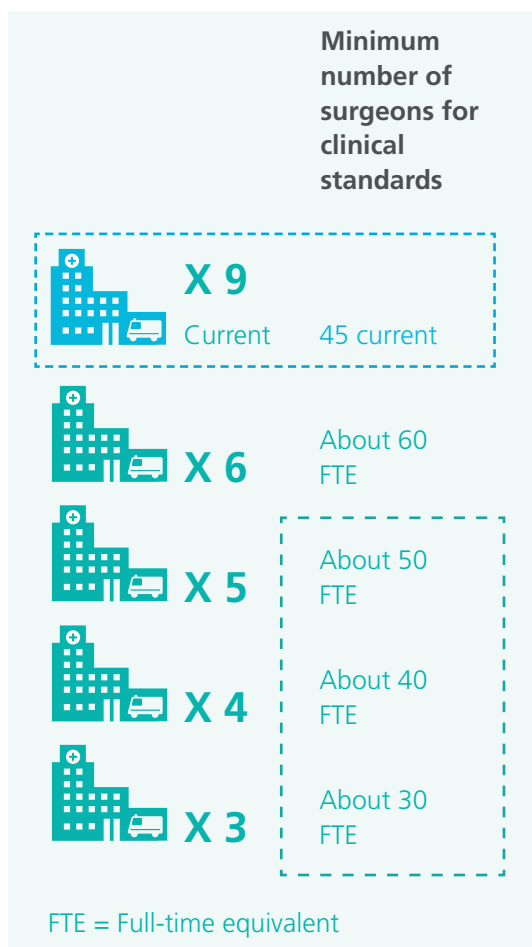 Minimum
number of
surgeons for
clinical
standards
X 9
Current
45 current
X 6
About 60
FTE
X 5
About 50
FTE
X 4
About 40
FTE
X 3
About 30
FTE
FTE = Full-time equivalent